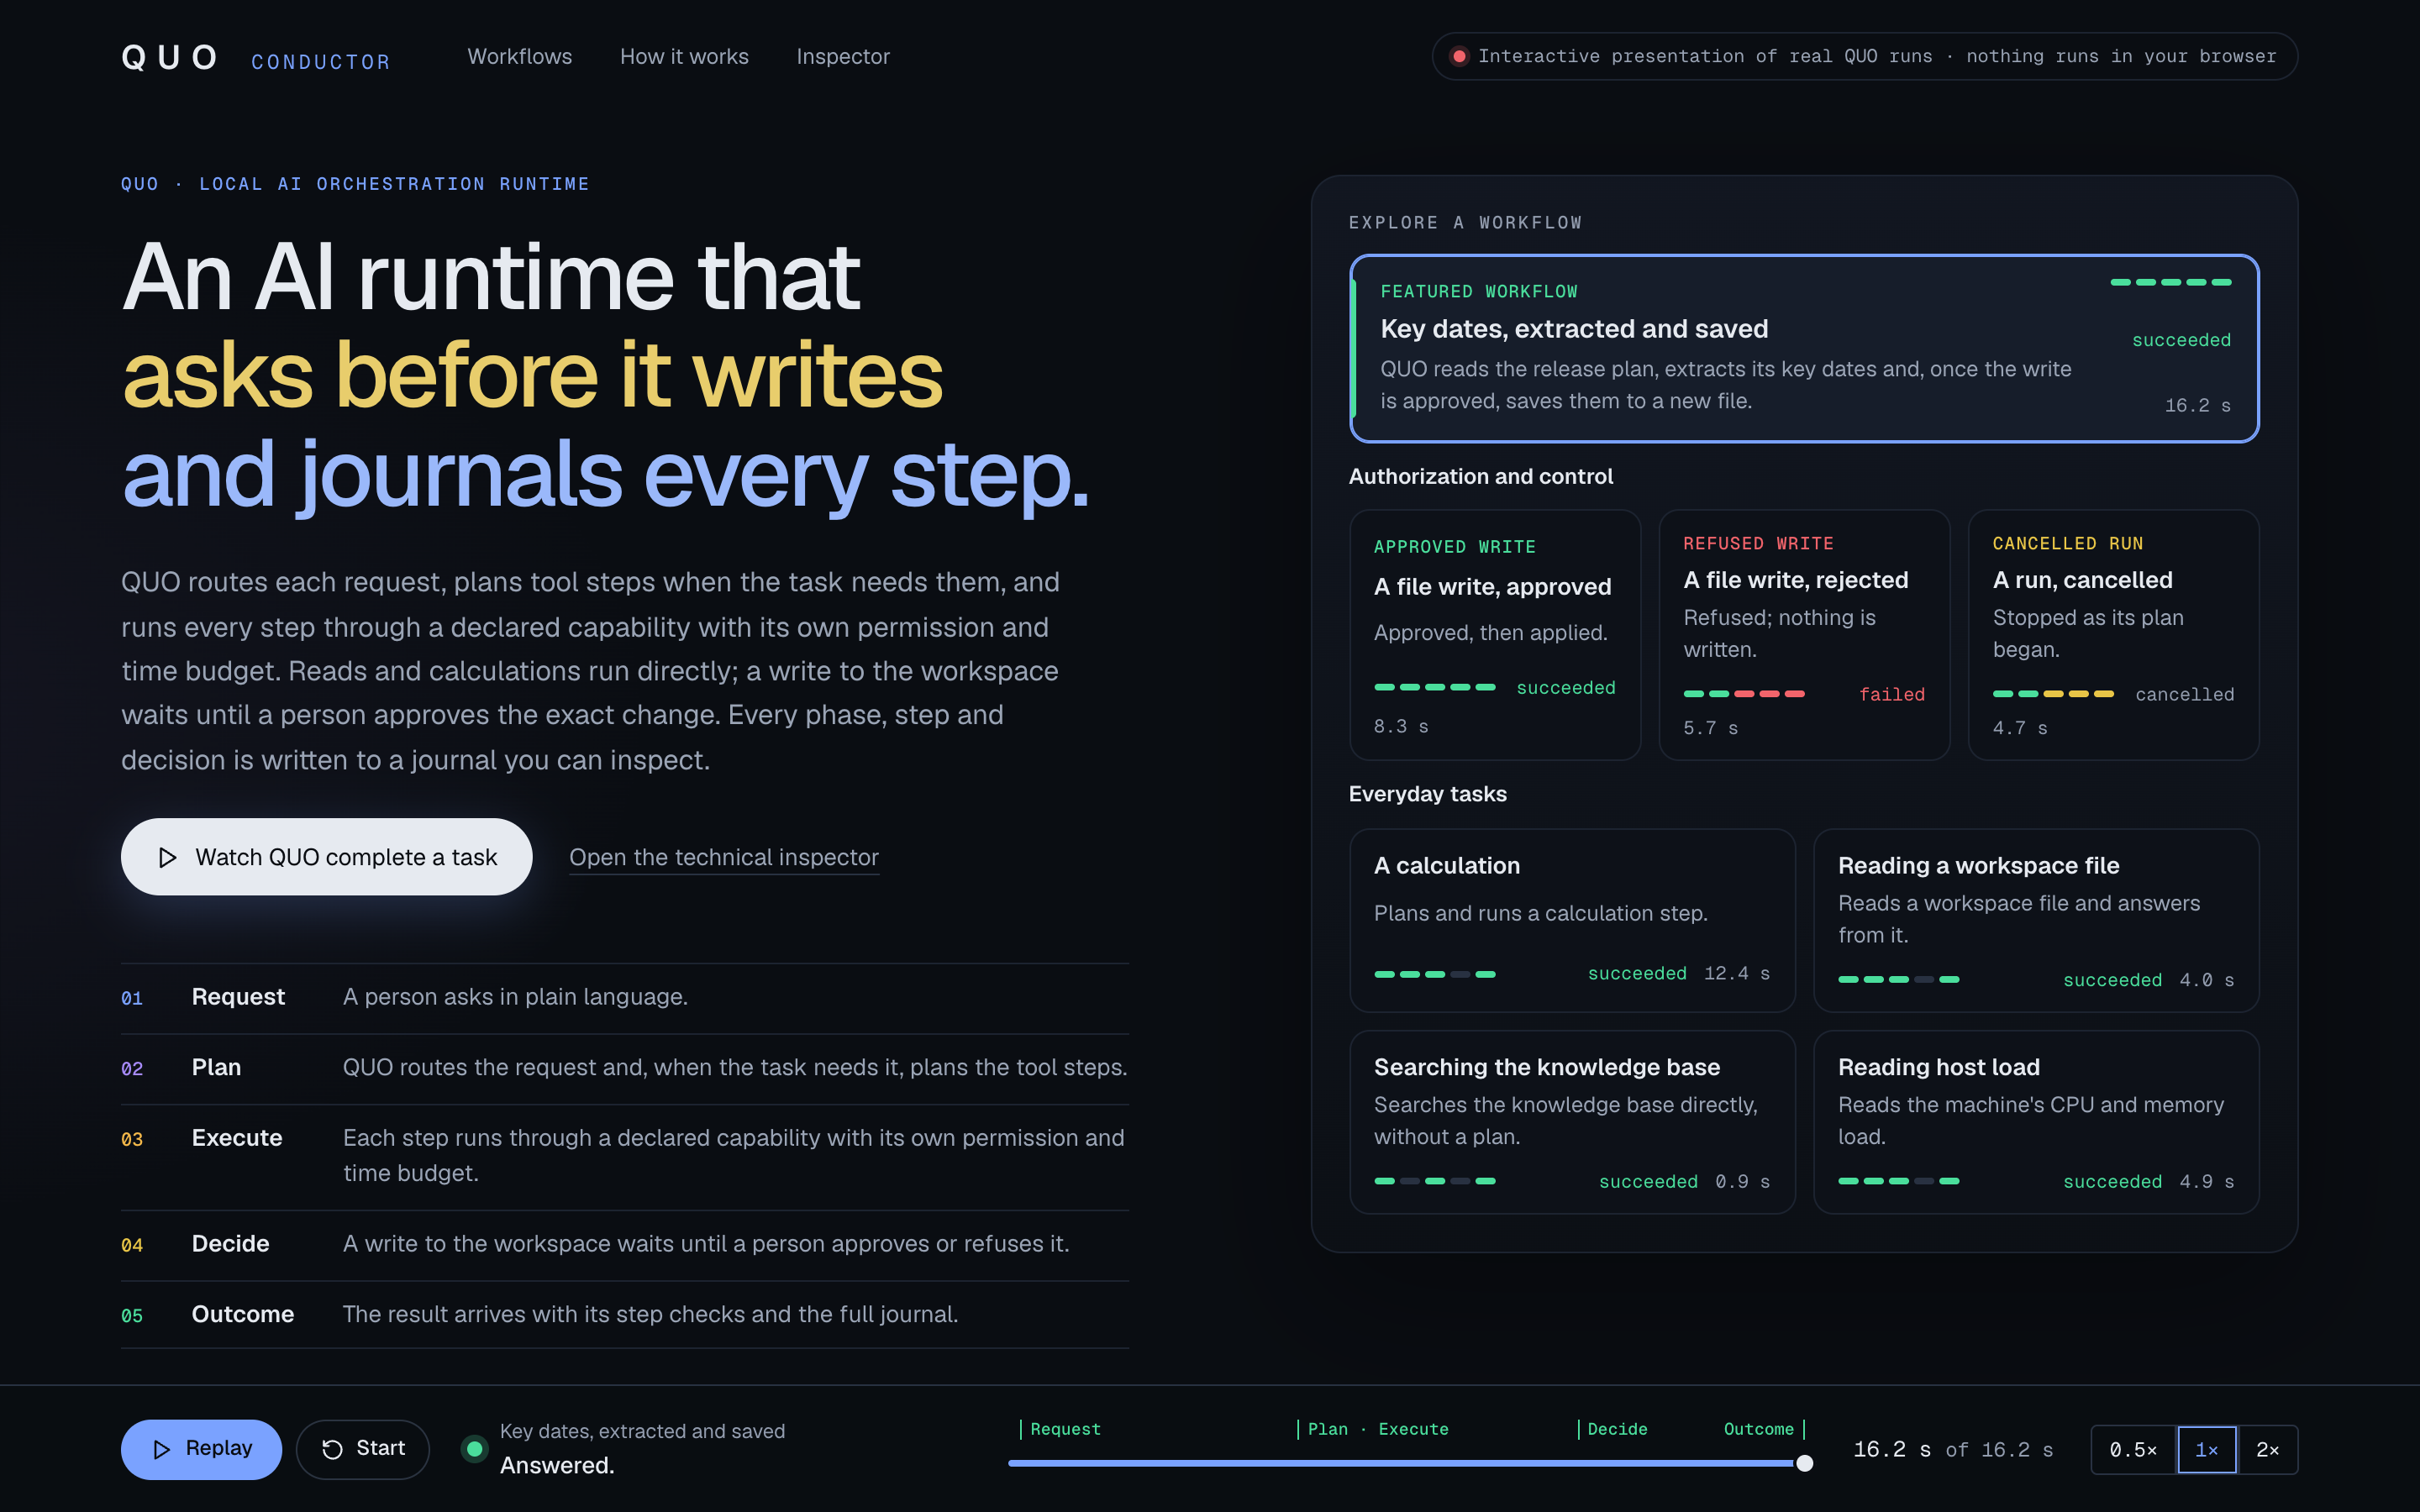 QUO CONDUCTOR
Workflows
How it works
Inspector
Interactive presentation of real QUO runs · nothing runs in your browser
QUO · LOCAL AI ORCHESTRATION RUNTIME
An AI runtime that
asks before it writes
and journals every step.
QUO routes each request, plans tool steps when the task needs them, and
runs every step through a declared capability with its own permission and
time budget. Reads and calculations run directly; a write to the workspace
waits until a person approves the exact change. Every phase, step and
decision is written to a journal you can inspect.
Watch QUO complete a task
Open the technical inspector
01 Request A person asks in plain language.
02 Plan QUO routes the request and, when the task needs it, plans the tool steps.
03 Execute Each step runs through a declared capability with its own permission and
time budget.
04 Decide A write to the workspace waits until a person approves or refuses it.
05 Outcome The result arrives with its step checks and the full journal.
EXPLORE A WORKFLOW
FEATURED WORKFLOW
Key dates, extracted and saved
QUO reads the release plan, extracts its key dates and, once the write
is approved, saves them to a new file.
succeeded
16.2 s
Authorization and control
APPROVED WRITE
A file write, approved
Approved, then applied.
succeeded
8.3 s
REFUSED WRITE
A file write, rejected
Refused; nothing is
written.
failed
5.7 s
CANCELLED RUN
A run, cancelled
Stopped as its plan
began.
cancelled
4.7 s
Everyday tasks
A calculation
Plans and runs a calculation step.
succeeded 12.4 s
Reading a workspace file
Reads a workspace file and answers
from it.
succeeded 4.0 s
Searching the knowledge base
Searches the knowledge base directly,
without a plan.
succeeded 0.9 s
Reading host load
Reads the machine's CPU and memory
load.
succeeded 4.9 s
Replay
Start
Key dates, extracted and saved
Answered.
Request
Plan · Execute
Decide
Outcome
16.2 s of 16.2 s
0.5×
1×
2×